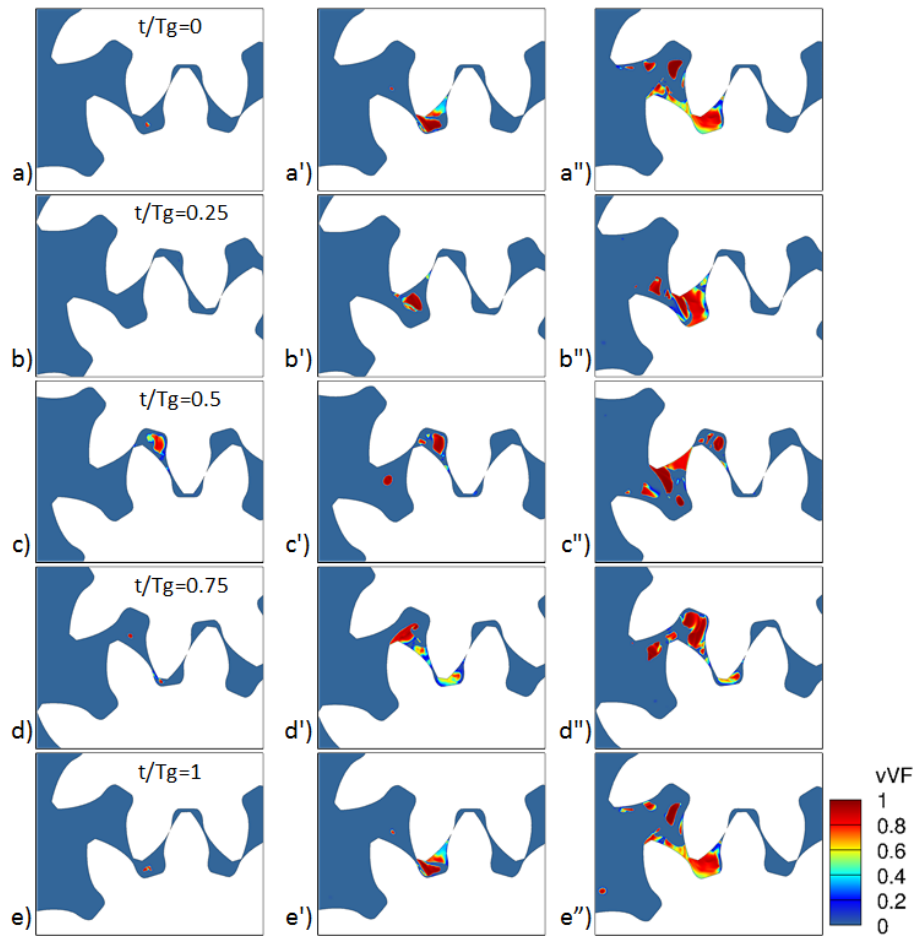 t/Tg=0
a) a') a")
t/Tg=0.25
b) b') b")
t/Tg=0.5
c) c') c")
t/Tg=0.75
d) d') d")
t/Tg=1
e) e') e”)
vVF
1
0.8
0.6
0.4
0.2
0